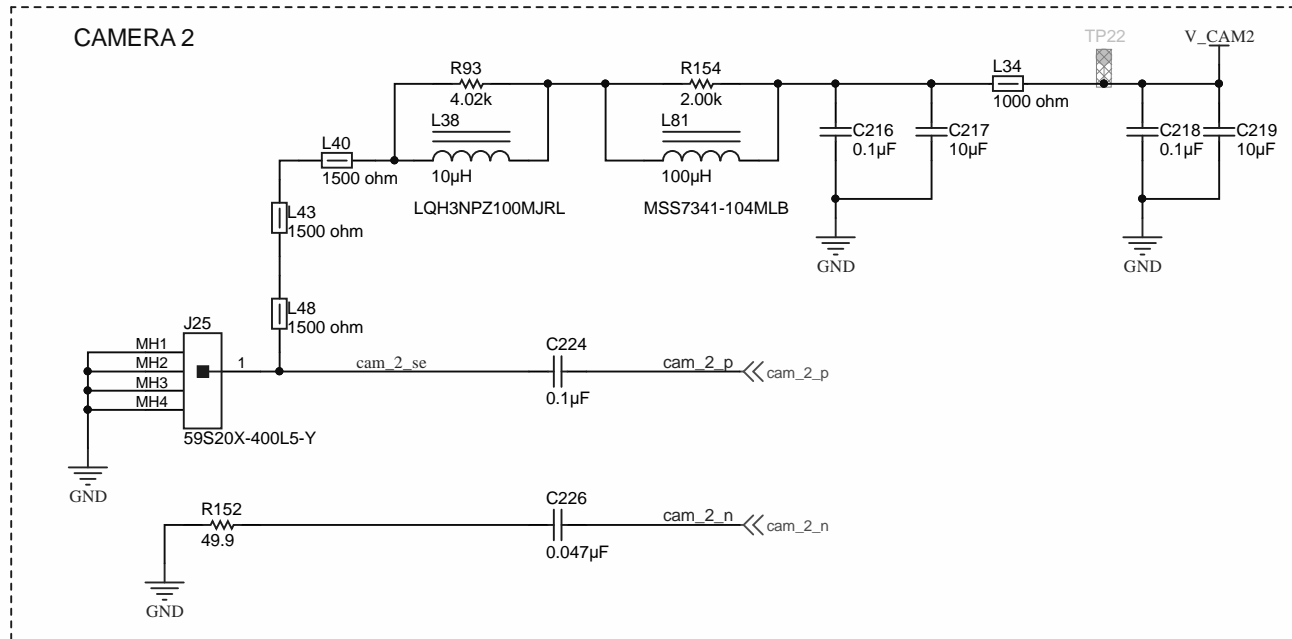 CAMERA 2
TP22
V_CAM2
R93
4.02k
R154
2.00k
L34
1000 ohm
L38
10µH
LQH3NPZ100MJRL
L81
100µH
MSS7341-104MLB
C216
0.1µF
C217
10µF
C218
0.1µF
C219
10µF
L40
1500 ohm
L43
1500 ohm
GND
GND
L48
1500 ohm
J25
MH1
MH2
MH3
MH4
1
59S20X-400L5-Y
cam_2_se
C224
0.1µF
cam_2_p
cam_2_p
GND
R152
49.9
C226
0.047µF
cam_2_n
cam_2_n
GND